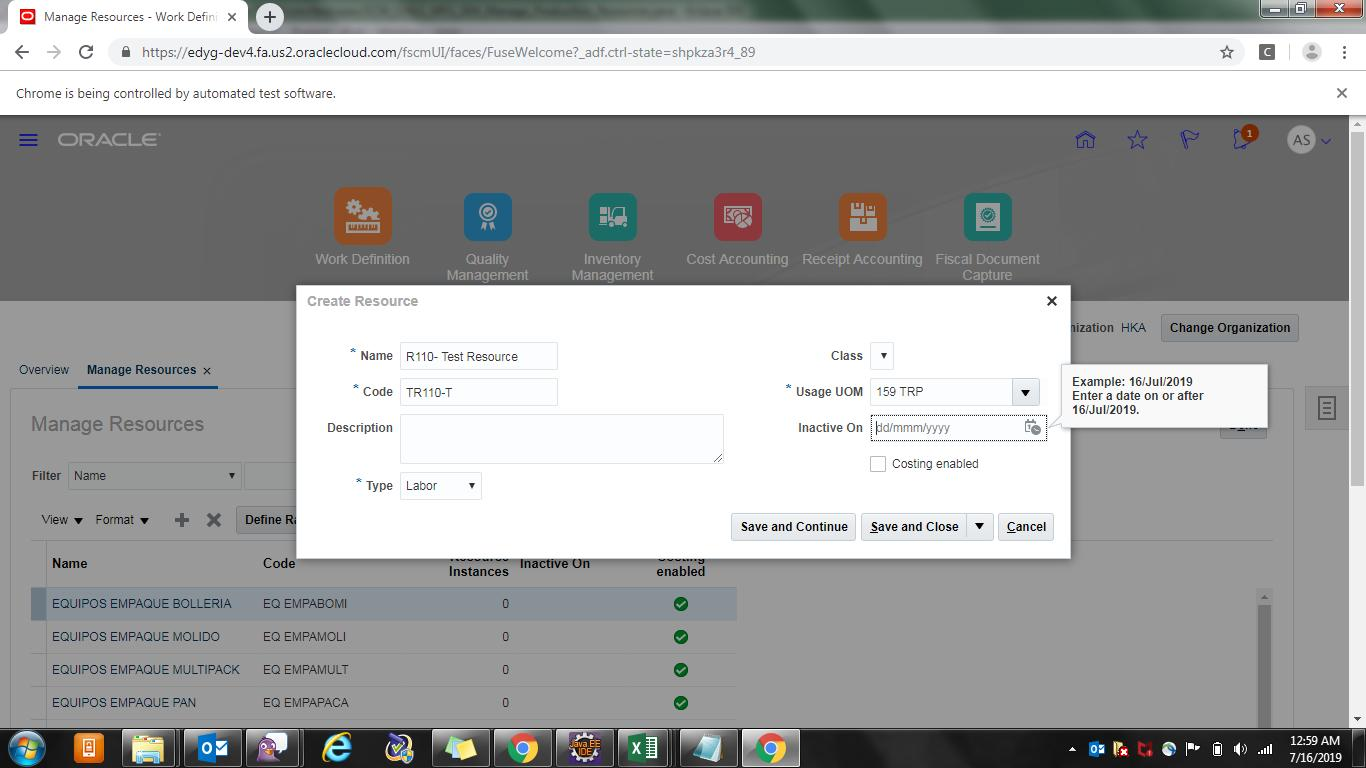 Manage Resources - Work Defini
https://edyg-dev4.fa.us2.oraclecloud.com/fscmUI/faces/FuseWelcome?_adf.ctrl-state=shpkza3r4_89
C
Chrome is being controlled by automated test software.
ORACLE
1
AS
Work Definition
Quality Management
Inventory Management
Cost Accounting
Receipt Accounting
Fiscal Document Capture
Create Resource
nization HKA
Change Organization
* Name R110- Test Resource
Class
* Code TR110-T
* Usage UOM 159 TRP
Description
Inactive On dd/mmm/yyyy
Example: 16/Jul/2019
Enter a date on or after
16/Jul/2019.
Costing enabled
* Type Labor
Save and Continue
Save and Close
Cancel
Overview
Manage Resources
Manage Resources
Filter Name
View Format Define Ra
Name Code Resource Instances Inactive On Costing enabled
EQUIPOS EMPAQUE BOLLERIA EQ EMPABOMI 0
EQUIPOS EMPAQUE MOLIDO EQ EMPAMOLI 0
EQUIPOS EMPAQUE MULTIPACK EQ EMPAMULT 0
EQUIPOS EMPAQUE PAN EQ EMPAPACA 0
Java EE
IDE
12:59 AM
7/16/2019